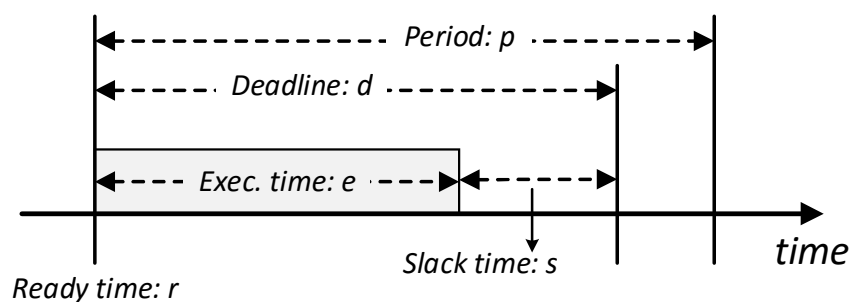 Period: p
Deadline: d
Exec. time: e
time
Slack time: s
Ready time: r